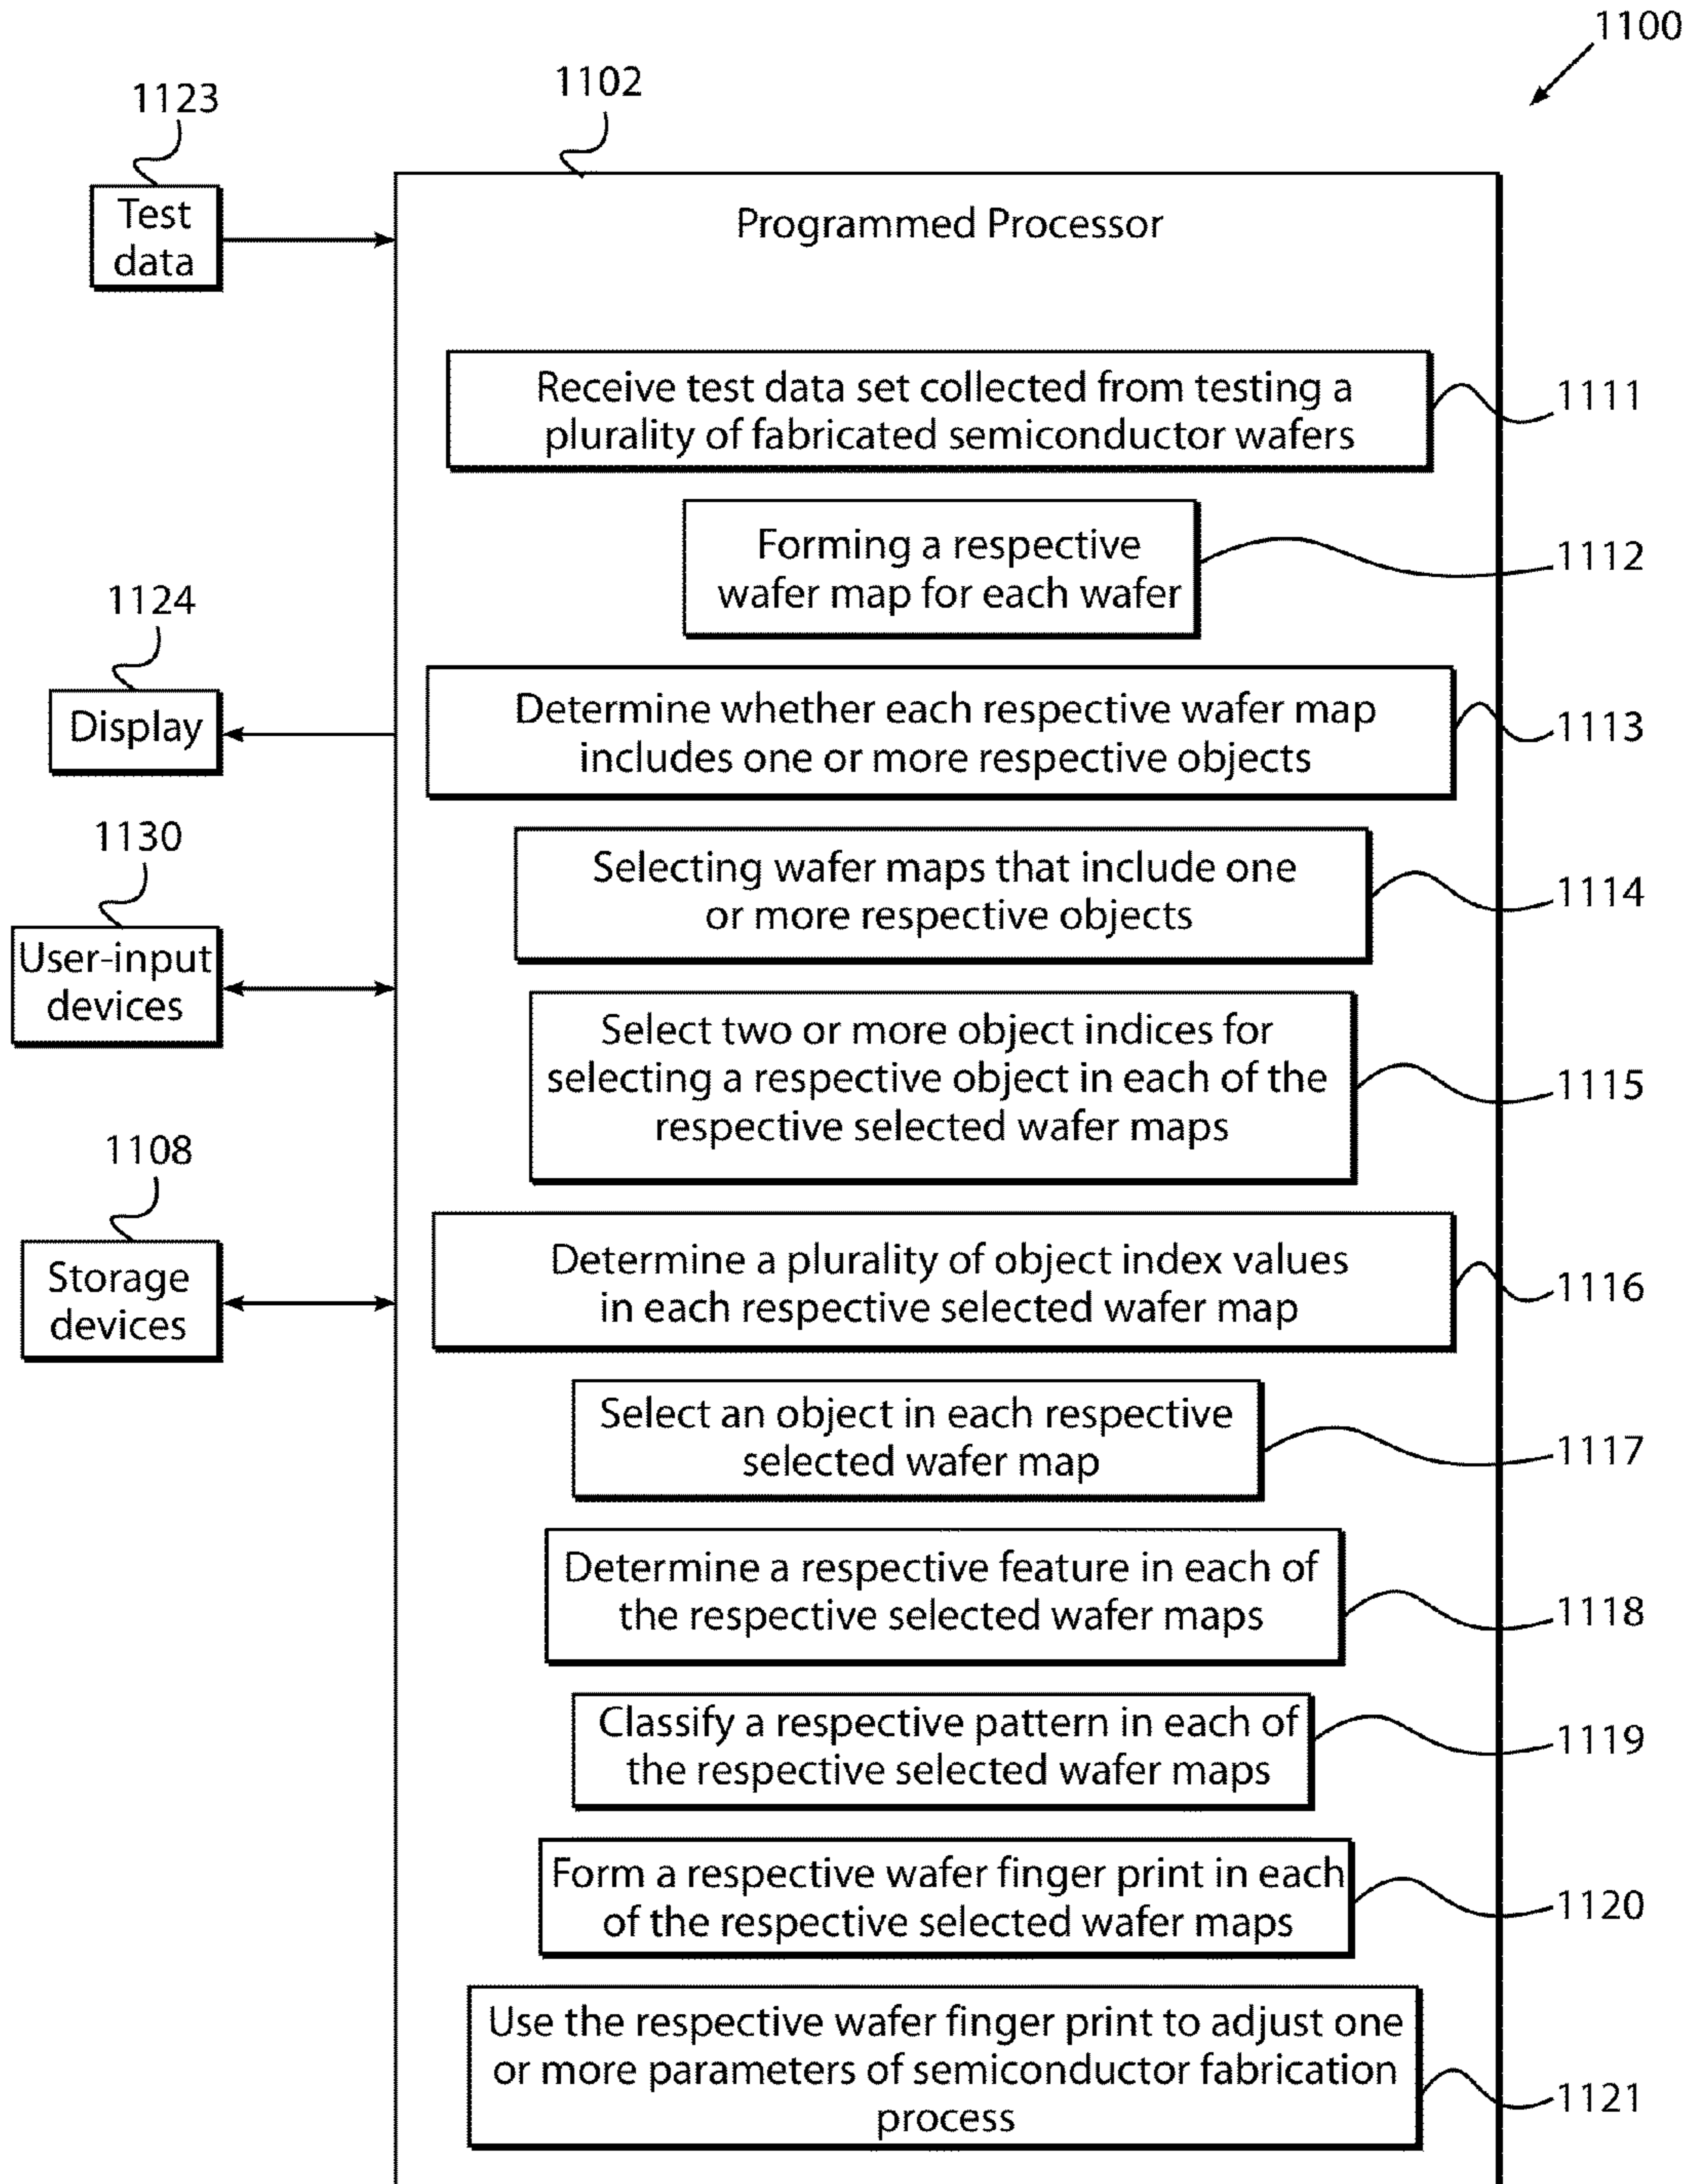 1100
1123
1102
Test
data
Programmed Processor
Receive test data set collected from testing a
plurality of fabricated semiconductor wafers
1111
Forming a respective
wafer map for each wafer
1112
1124
Display
Determine whether each respective wafer map
includes one or more respective objects
1113
1130
User-input
devices
Selecting wafer maps that include one
or more respective objects
1114
Select two or more object indices for
selecting a respective object in each of the
respective selected wafer maps
1115
1108
Storage
devices
Determine a plurality of object index values
in each respective selected wafer map
1116
Select an object in each respective
selected wafer map
1117
Determine a respective feature in each of
the respective selected wafer maps
1118
Classify a respective pattern in each of
the respective selected wafer maps
1119
Form a respective wafer finger print in each
of the respective selected wafer maps
1120
Use the respective wafer finger print to adjust one
or more parameters of semiconductor fabrication
process
1121